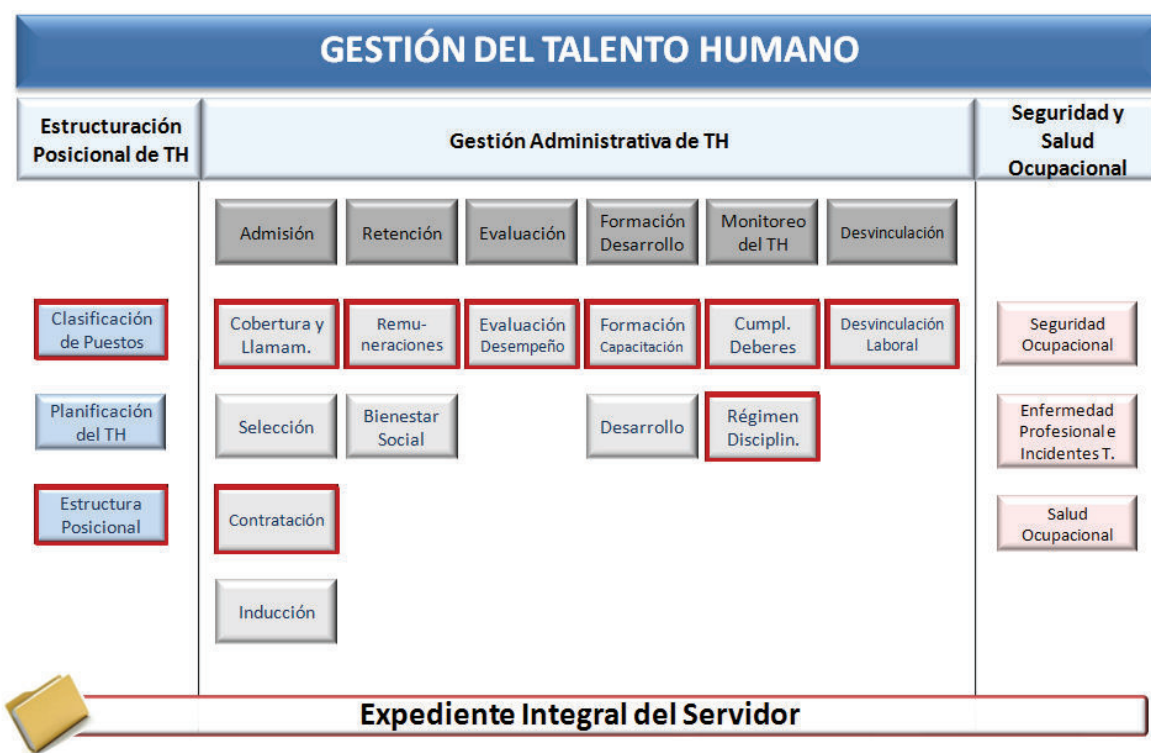 GESTIÓN DEL TALENTO HUMANO
Estructuración
Posicional de TH
Gestión Administrativa de TH
Seguridad y
Salud
Ocupacional
Admisión
Retención
Evaluación
Formación
Desarrollo
Monitoreo
del TH
Desvinculación
Clasificación
de Puestos
Cobertura y
Llamam.
Remu-
neraciones
Evaluación
Desempeño
Formación
Capacitación
Cumpl.
Deberes
Desvinculación
Laboral
Seguridad
Ocupacional
Planificación
del TH
Selección
Bienestar
Social
Desarrollo
Régimen
Disciplin.
Enfermedad
Profesional e
Incidentes T.
Estructura
Posicional
Contratación
Salud
Ocupacional
Inducción
Expediente Integral del Servidor